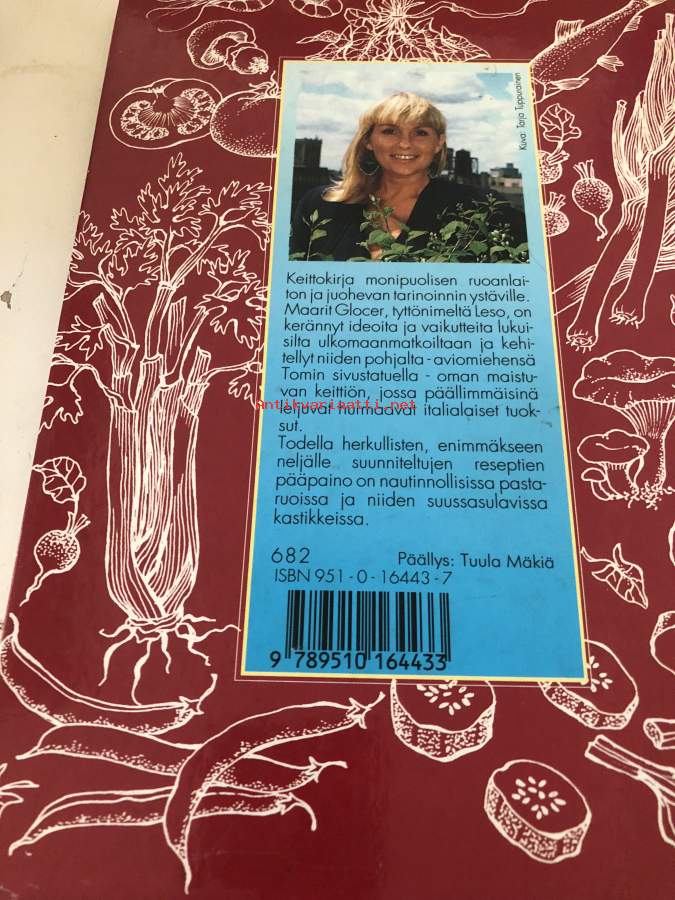 Kuva: Tarja Tuppurainen
Keittokirja monipuolisen ruoanlai-
ton ja juohevan tarinoinnin ystäville.
Maarit Glocer, tyttönimeltä Leso, on
kerännyt ideoita ja vaikutteita lukui-
silta ulkomaanmatkoiltaan ja kehi-
tellyt niiden pohjalta - aviomiehensä
Tomin sivustatuella - oman maistu-
van keittiön, jossa päällimmäisinä
leijuvat hurmaavat italialaiset tuok-
sut.
Antikvariaatti.net
Todella herkullisten, enimmäkseen
neljälle suunniteltujen reseptien
pääpaino on nautinnollisissa pasta-
ruoissa ja niiden suussasulavissa
kastikkeissa.
682 Päällys: Tuula Mäkiä
ISBN 951-0-16443-7
9 789510 164433